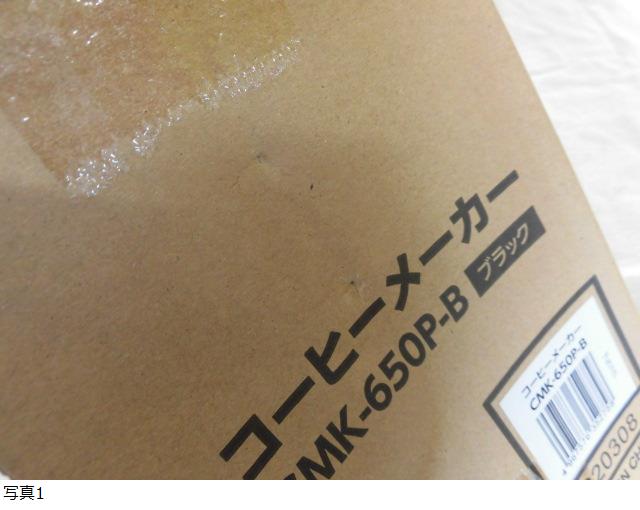 コーヒーメーカー
CMK-650P-B ブラック
コーヒーメーカー
CMK-650P-B
20308
写真1